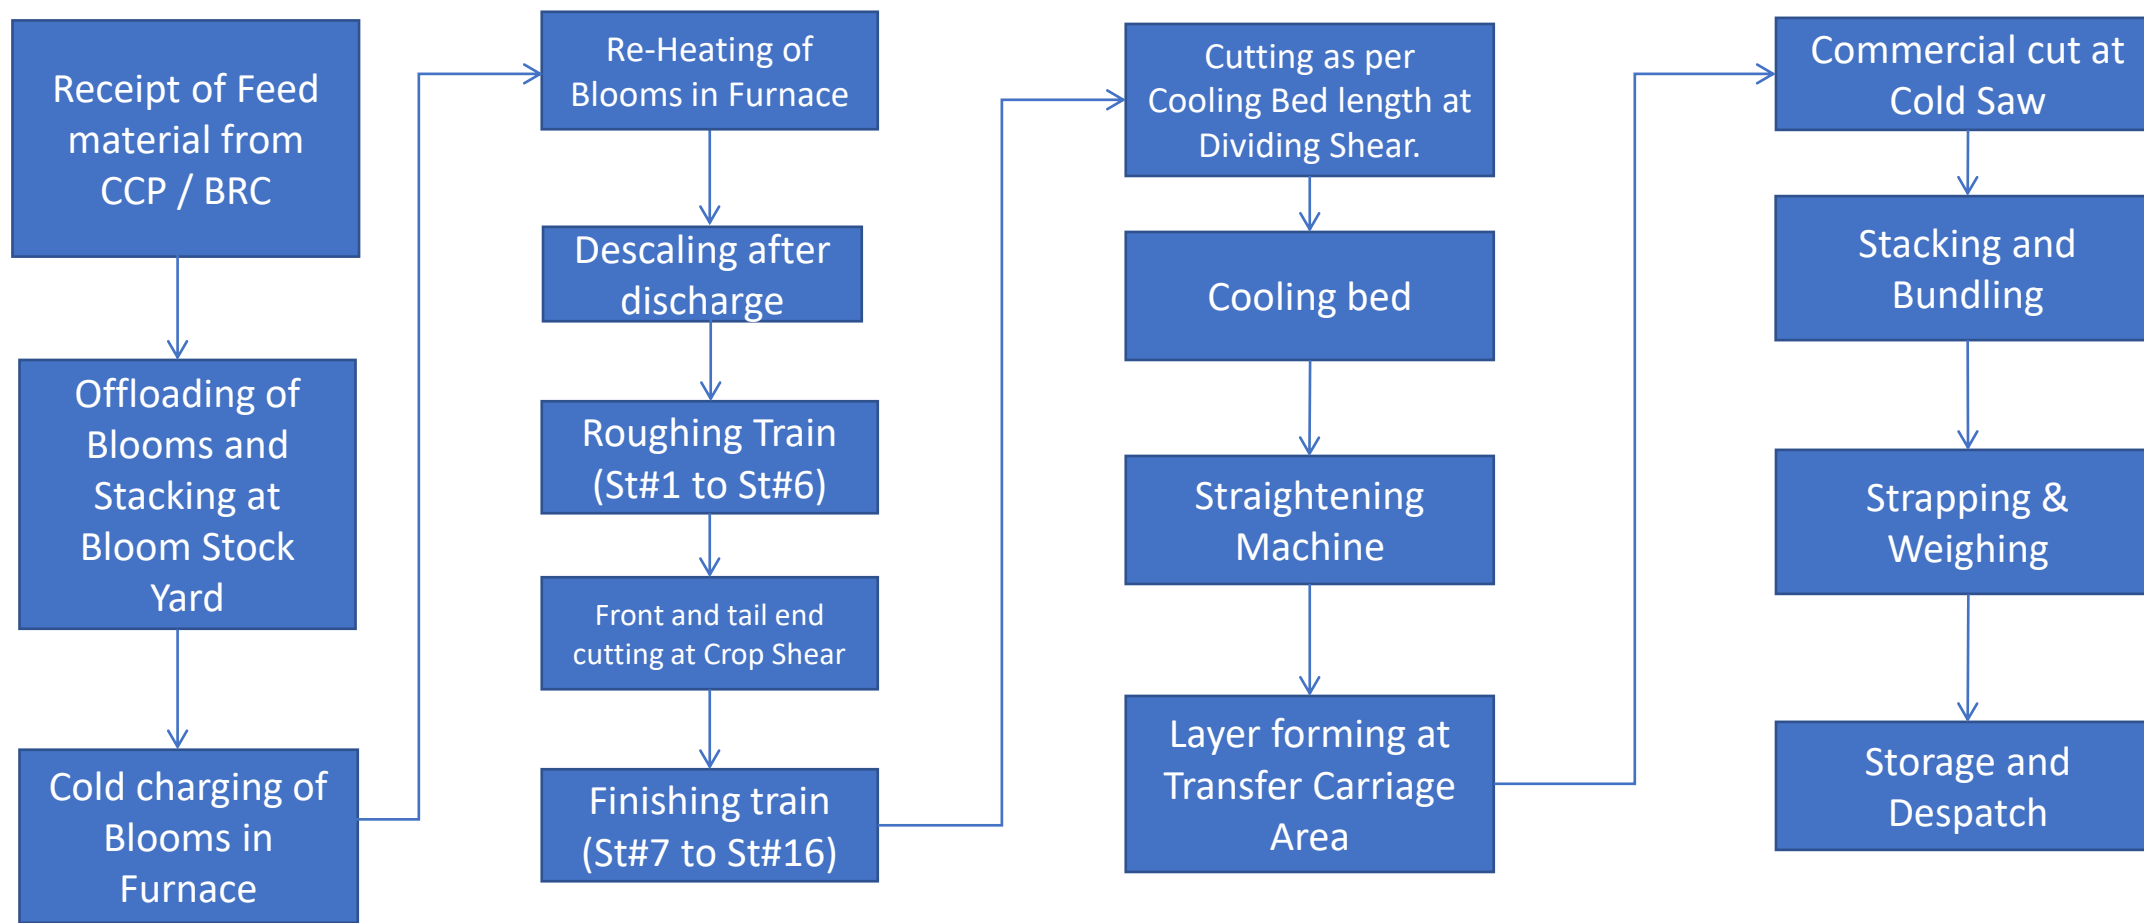 Receipt of Feed
material from
CCP / BRC
Offloading of
Blooms and
Stacking at
Bloom Stock
Yard
Cold charging of
Blooms in
Furnace
Re-Heating of
Blooms in Furnace
Descaling after
discharge
Roughing Train
(St#1 to St#6)
Front and tail end
cutting at Crop Shear
Finishing train
(St#7 to St#16)
Cutting as per
Cooling Bed length at
Dividing Shear.
Cooling bed
Straightening
Machine
Layer forming at
Transfer Carriage
Area
Commercial cut at
Cold Saw
Stacking and
Bundling
Strapping &
Weighing
Storage and
Despatch